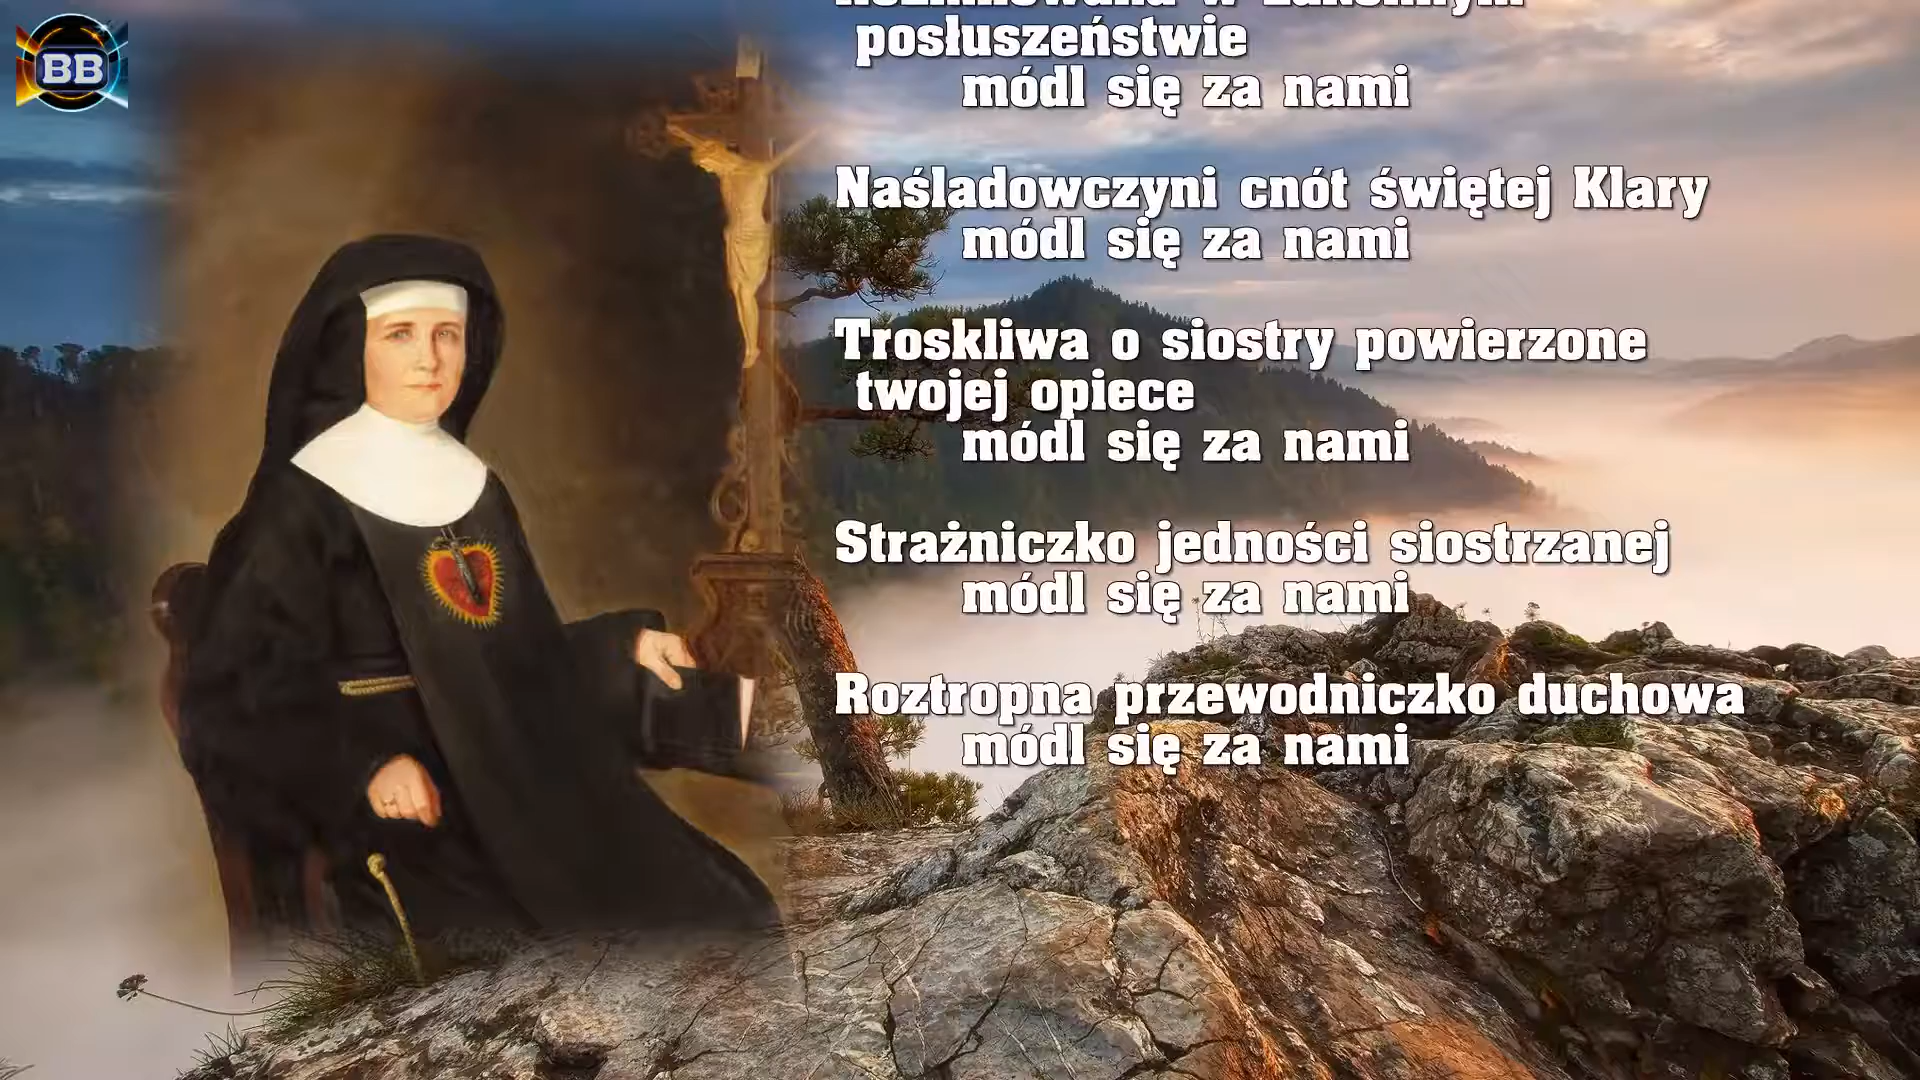 BB
posłuszeństwie
módl się za nami
Naśladowczyni cnót świętej Klary
módl się za nami
Troskliwa o siostry powierzone
twojej opiece
módl się za nami
Strażniczko jedności siostrzanej
módl się za nami
Roztropna przewodniczko duchowa
módl się za nami